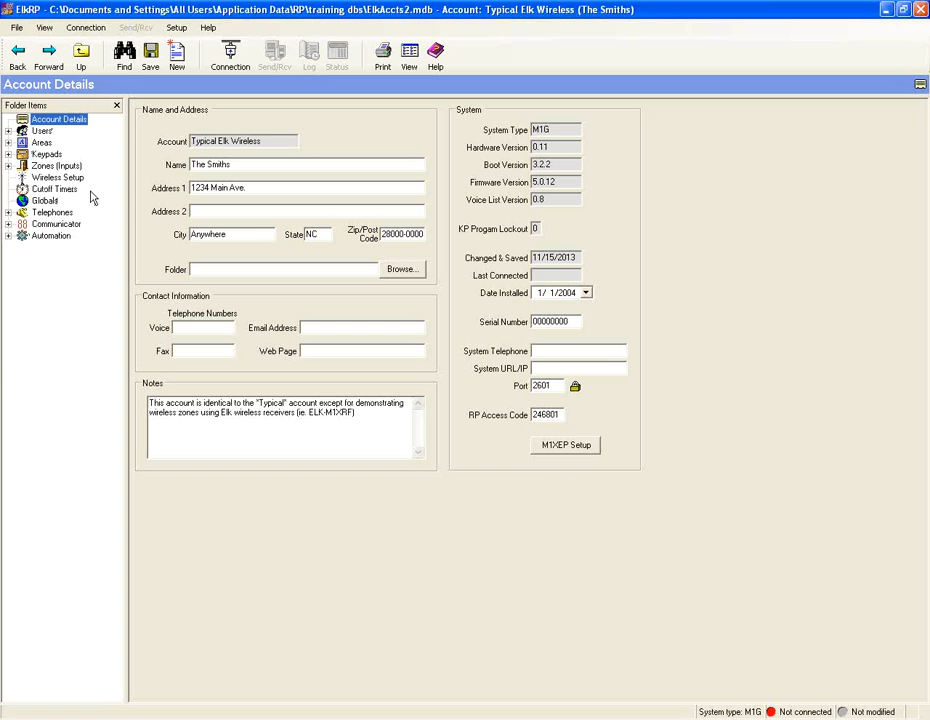 ElkRP - C:\Documents and Settings\All Users\Application Data\RP\training dbs\ElkAccts2.mdb - Account: Typical Elk Wireless (The Smiths)
File View Connection Send/Rcv Setup Help
Back Forward Up Find Save New Connection Send/Rcv Log Status Print View Help
Account Details
Folder Items
Account Details
Users
Areas
Keypads
Zones (Inputs)
Wireless Setup
Cutoff Timers
Globals
Telephones
Communicator
Automation
Name and Address
Account Typical Elk Wireless
Name The Smiths
Address 1 1234 Main Ave.
Address 2
City Anywhere State NC Zip/Post Code 28000-0000
Folder Browse...
Contact Information
Telephone Numbers
Voice Email Address
Fax Web Page
Notes
This account is identical to the "Typical" account except for demonstrating
wireless zones using Elk wireless receivers (ie. ELK-M1XRF)
System
System Type M1G
Hardware Version 0.11
Boot Version 3.2.2
Firmware Version 5.0.12
Voice List Version 0.8
KP Progam Lockout 0
Changed & Saved 11/15/2013
Last Connected
Date Installed 1/ 1/2004
Serial Number 00000000
System Telephone
System URL/IP
Port 2601
RP Access Code 246801
M1XEP Setup
System type: M1G Not connected Not modified